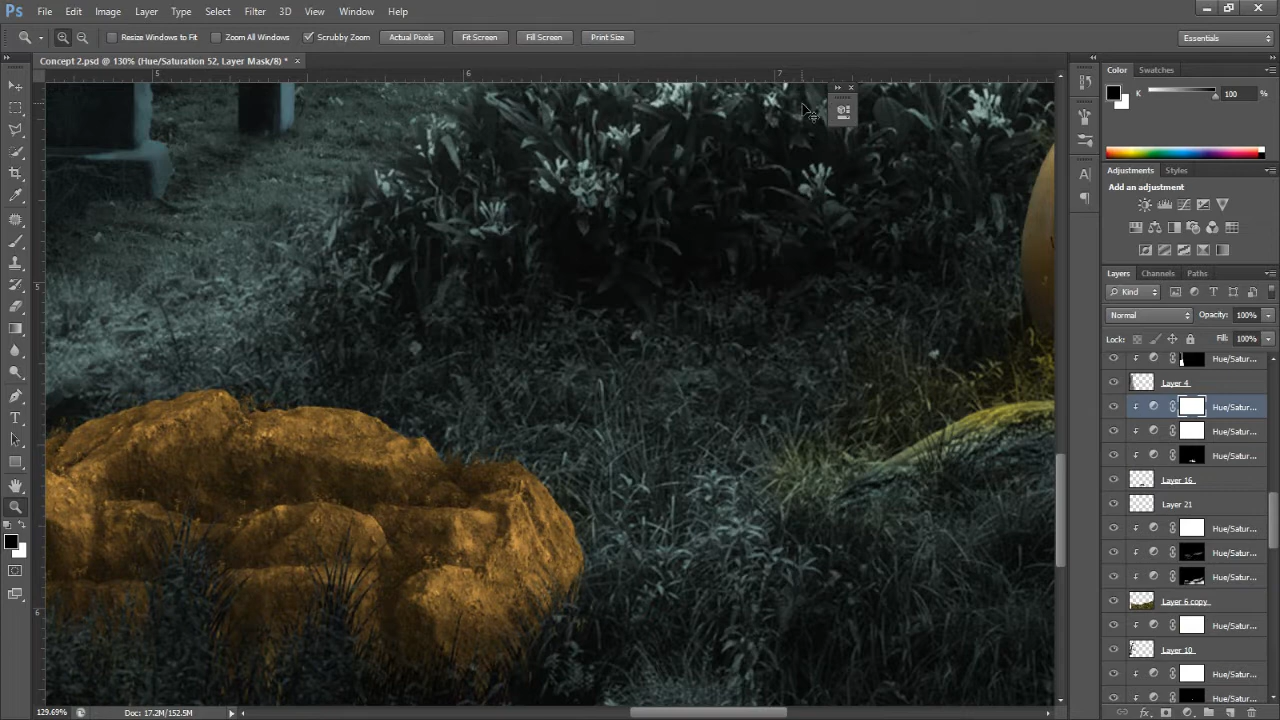 Ps File Edit Image Layer Type Select Filter 3D View Window Help
Resize Windows to Fit Zoom All Windows Scrubby Zoom Actual Pixels Fit Screen Fill Screen Print Size Essentials
Concept 2.psd @ 130% (Hue/Saturation 52, Layer Mask/8) * ×
5 6 7
5
6
Color Swatches
K 100 %
Adjustments Styles
Add an adjustment
Layers Channels Paths
Kind
Normal Opacity: 100%
Lock: Fill: 100%
Hue/Satur...
Layer 4
Hue/Satur...
Hue/Satur...
Hue/Satur...
Layer 16
Layer 21
Hue/Satur...
Hue/Satur...
Hue/Satur...
Layer 6 copy
Hue/Satur...
Layer 10
Hue/Satur...
Hue/Satur...
129.69% Doc: 17.2M/152.5M